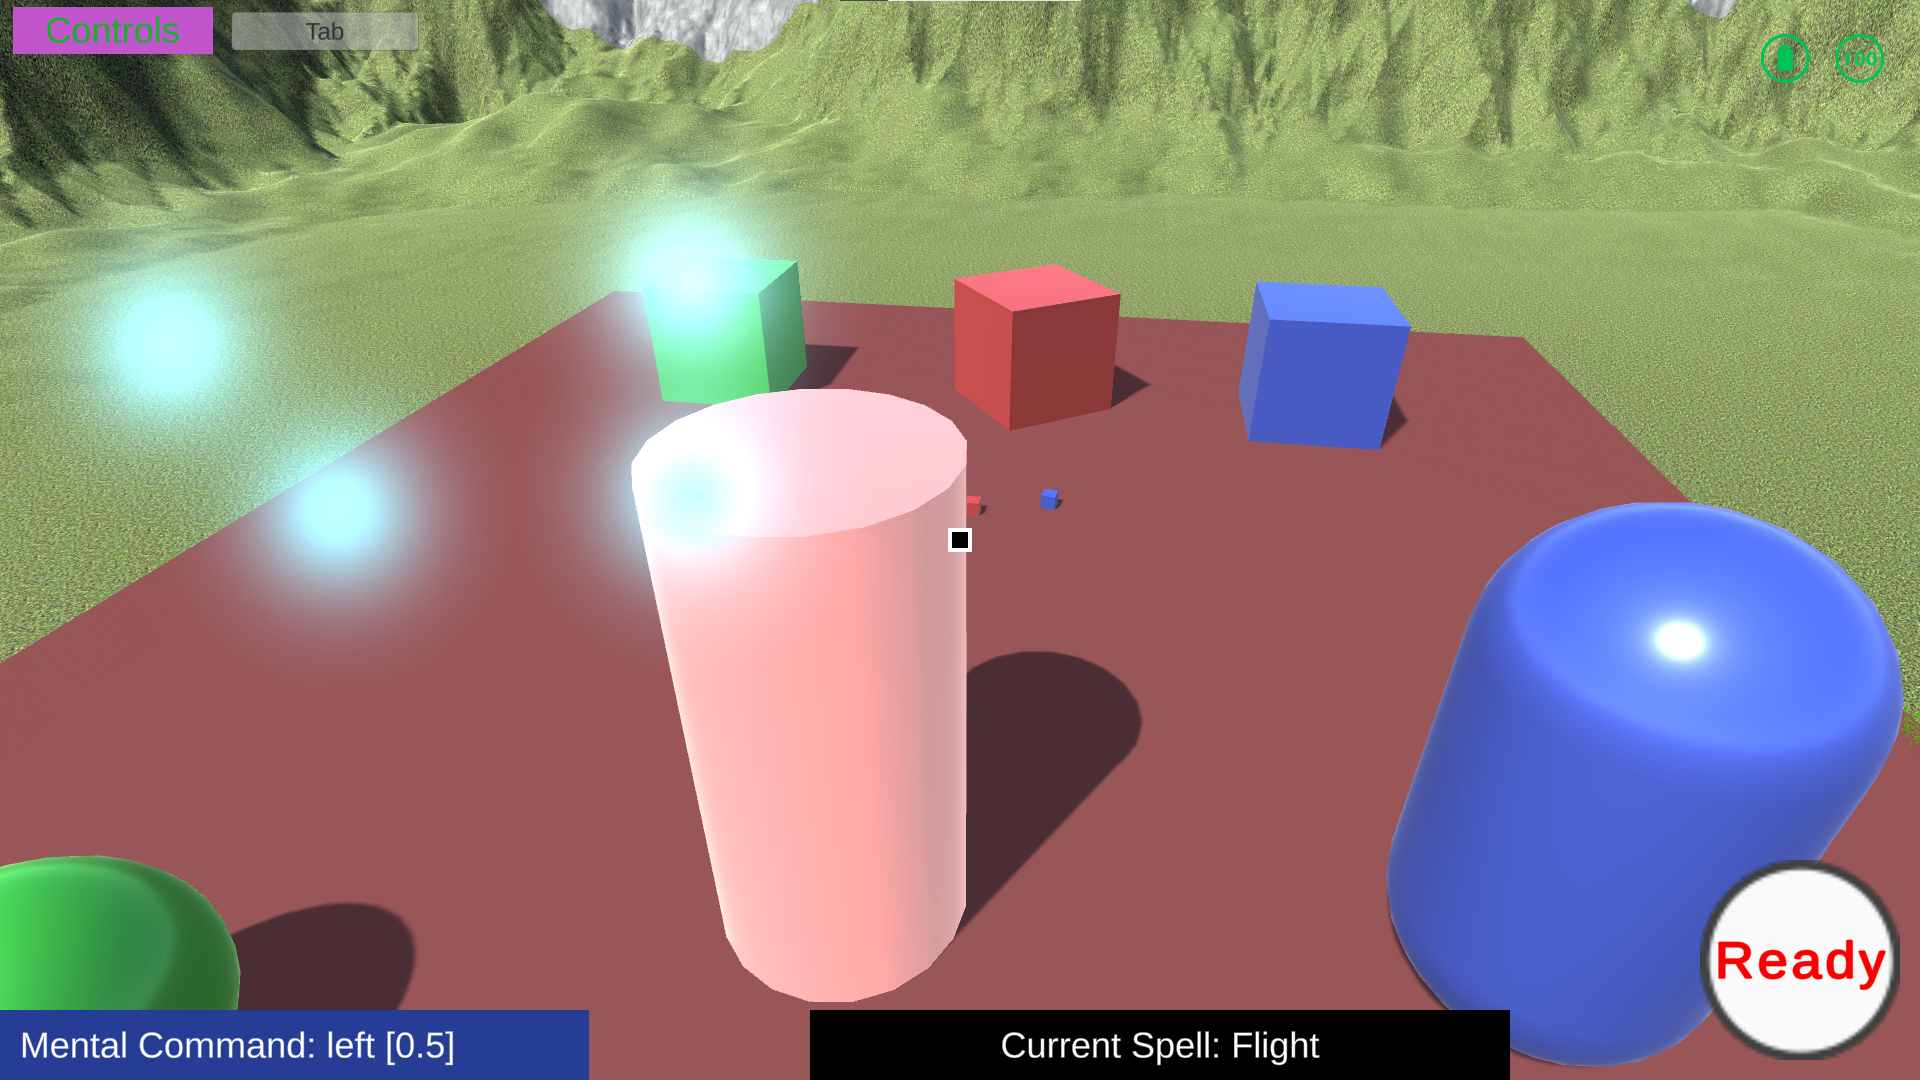 Controls
Tab
100
Mental Command: left [0.5]
Current Spell: Flight
Ready